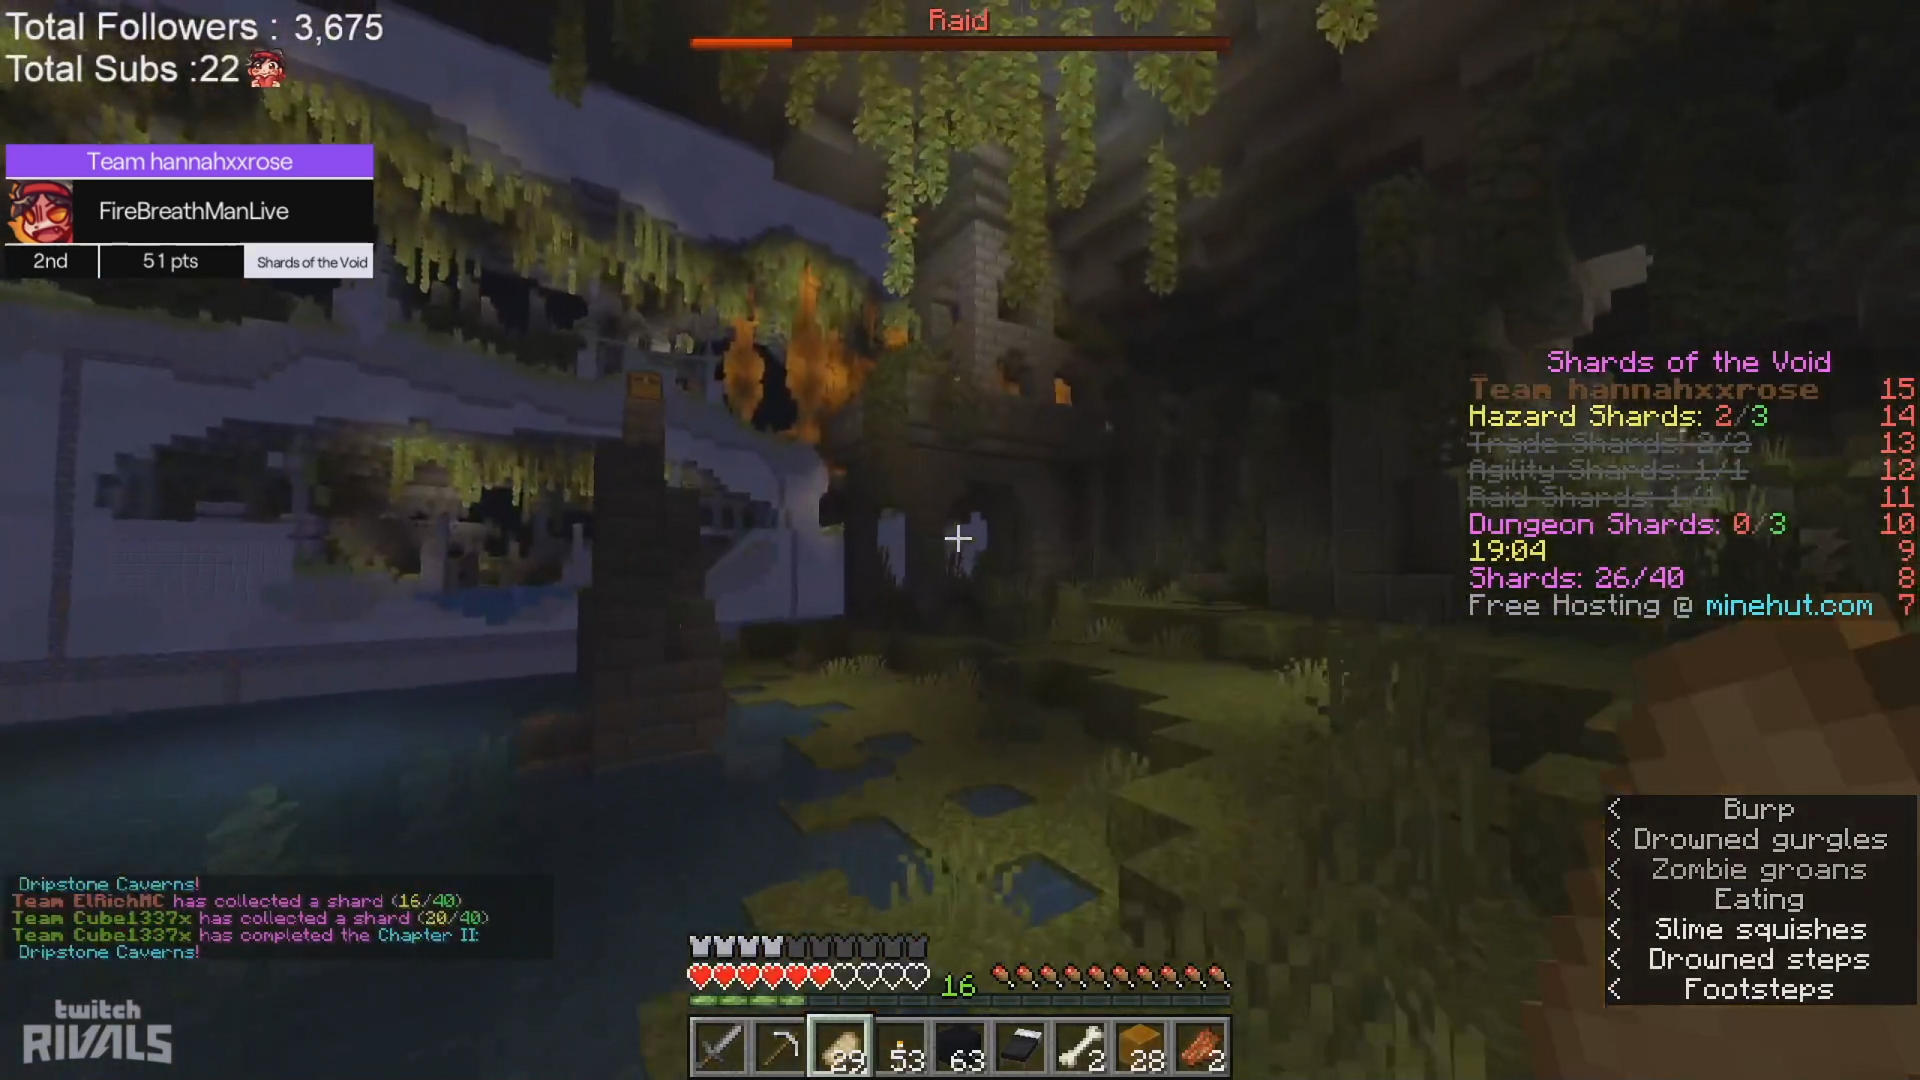 Total Followers : 3,675
Total Subs :22
Raid
Team hannahxxrose
FireBreathManLive
2nd
51 pts
Shards of the Void
Shards of the Void
Team hannahxxrose 15
Hazard Shards: 2/3 14
Trade Shards: 13
Agility Shards: 1/1 12
Raid Shards: 1/1 11
Dungeon Shards: 0/3 10
19:04 9
Shards: 26/40 8
Free Hosting @ minehut.com 7
< Burp
< Drowned gurgles
< Zombie groans
< Eating
< Slime squishes
< Drowned steps
< Footsteps
Dripstone Caverns!
Team ElRichMC has collected a shard (16/40)
Team Cube1337x has collected a shard (20/40)
Team Cube1337x has completed the Chapter II:
Dripstone Caverns!
16
29 53 63 2 28 2
twitch
RIVALS